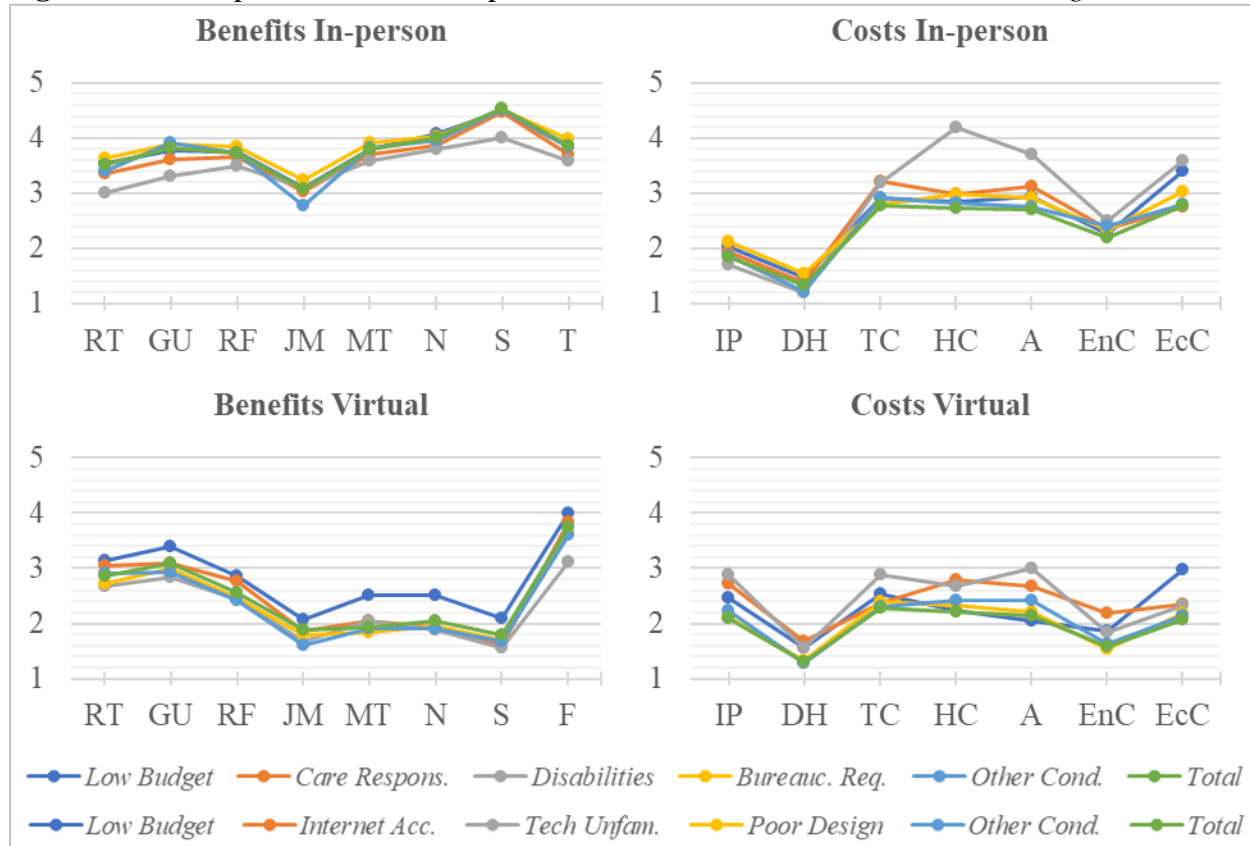 Benefits In-person
5
4
3
2
1
RT GU RF JM MT N S T
Costs In-person
5
4
3
2
1
IP DH TC HC A EnC EcC
Benefits Virtual
5
4
3
2
1
RT GU RF JM MT N S F
Costs Virtual
5
4
3
2
1
IP DH TC HC A EnC EcC
Low Budget Care Respons. Disabilities Bureauc. Req. Other Cond. Total
Low Budget Internet Acc. Tech Unfam. Poor Design Other Cond. Total